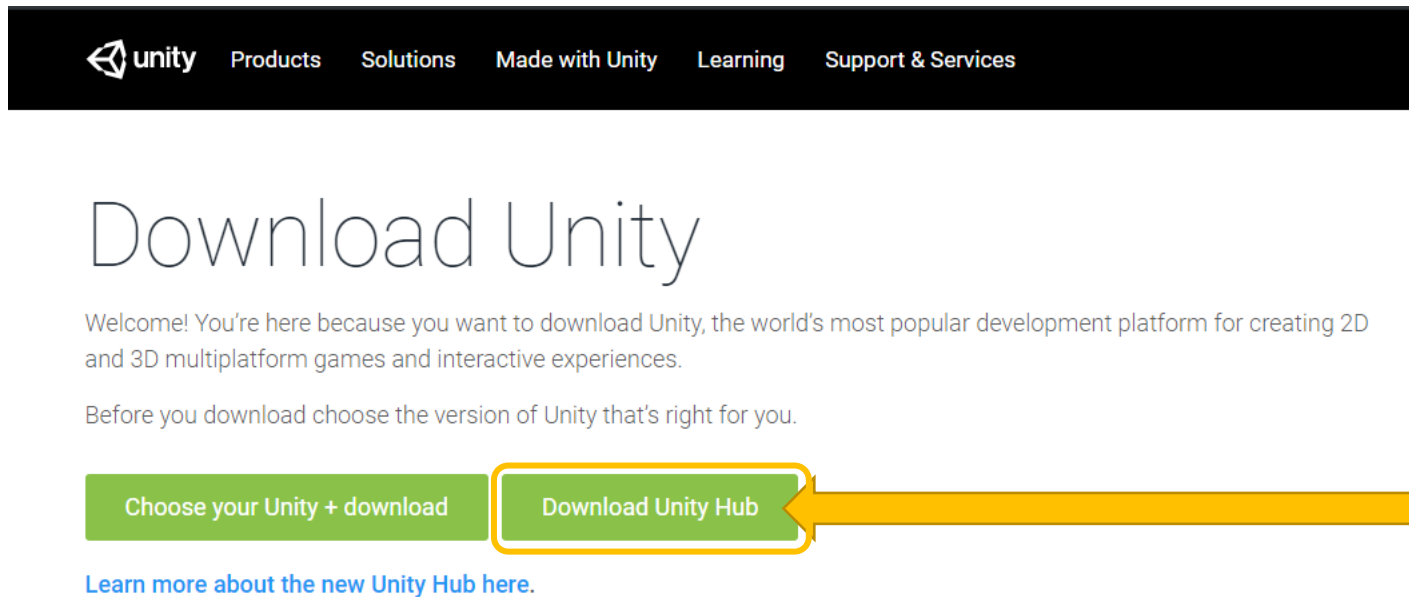 unity Products Solutions Made with Unity Learning Support & Services
Download Unity
Welcome! You're here because you want to download Unity, the world's most popular development platform for creating 2D
and 3D multiplatform games and interactive experiences.
Before you download choose the version of Unity that's right for you.
Choose your Unity + download Download Unity Hub
Learn more about the new Unity Hub here.